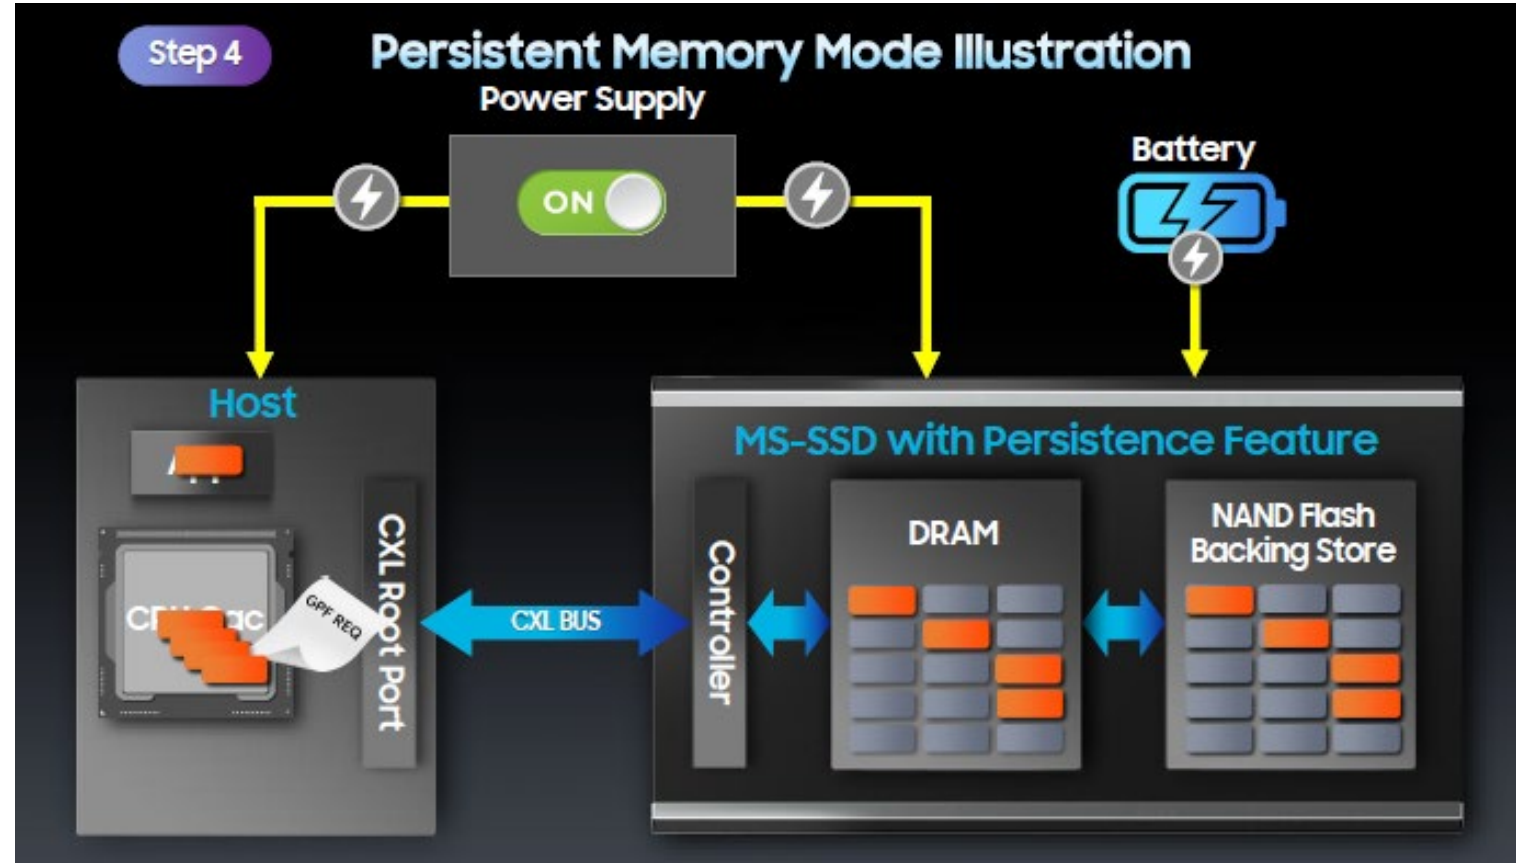 Step 4
Persistent Memory Mode Illustration
Power Supply
ON
Battery
Host
CXL Root Port
GPF REQ
CXL BUS
MS-SSD with Persistence Feature
Controller
DRAM
NAND Flash
Backing Store